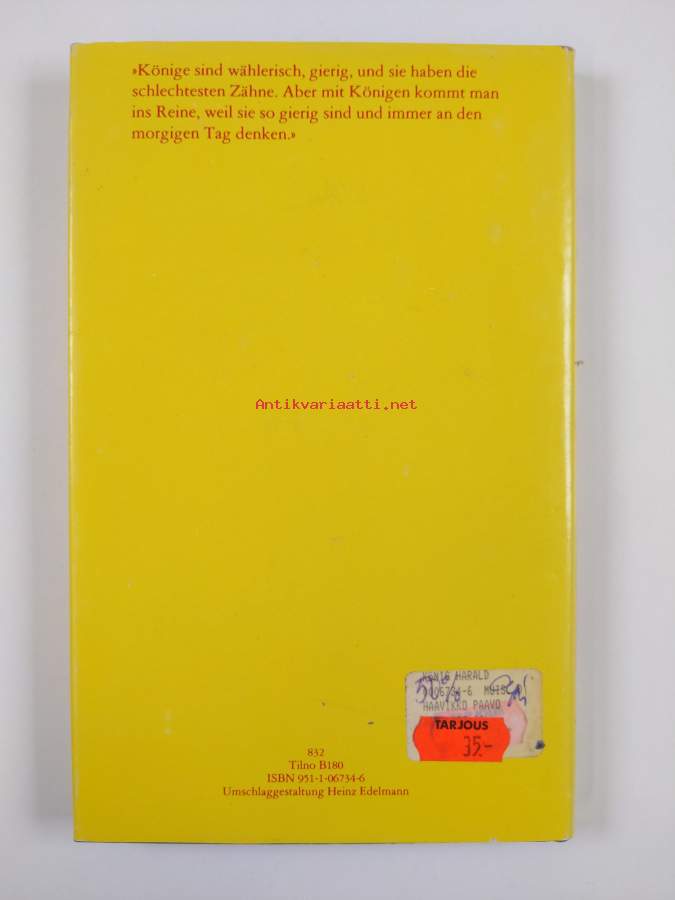 »Könige sind wählerisch, gierig, und sie haben die
schlechtesten Zähne. Aber mit Königen kommt man
ins Reine, weil sie so gierig sind und immer an den
morgigen Tag denken.»
Antikvariaatti.net
KÖNIG HARALD
HAAVIKKO PAAVO
TARJOUS
35.-
832
Tilno B180
ISBN 951-1-06734-6
Umschlaggestaltung Heinz Edelmann